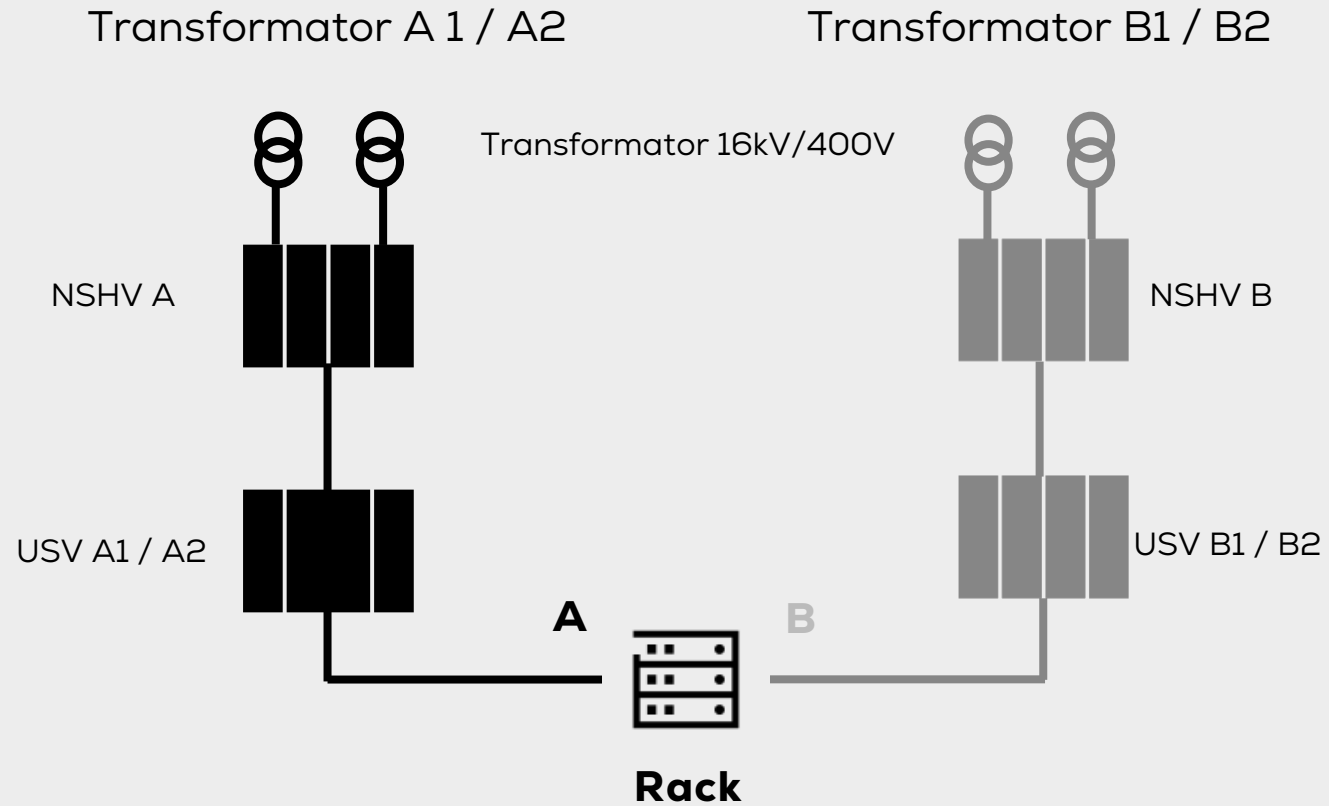 Transformator A 1 / A2
Transformator B1 / B2
Transformator 16kV/400V
NSHV A
NSHV B
USV A1 / A2
USV B1 / B2
A
B
Rack